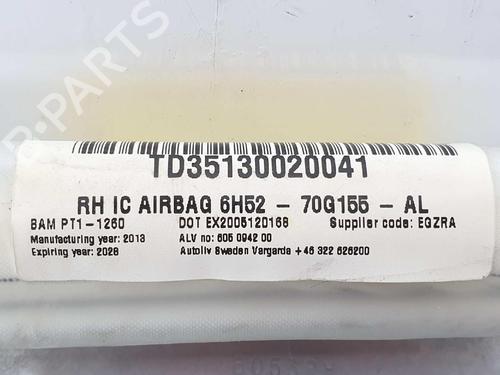 B-PARTS
TD35130020041
RH IC AIRBAG 6H52 - 70G155 - AL
BAM PT1-1260 DOT EX2005120168 Supplier code: EGZRA
Manufacturing year: 2013 ALV no: 605 0942 00
Expiring year: 2028 Autoliv Sweden Vargarda +46 322 626200